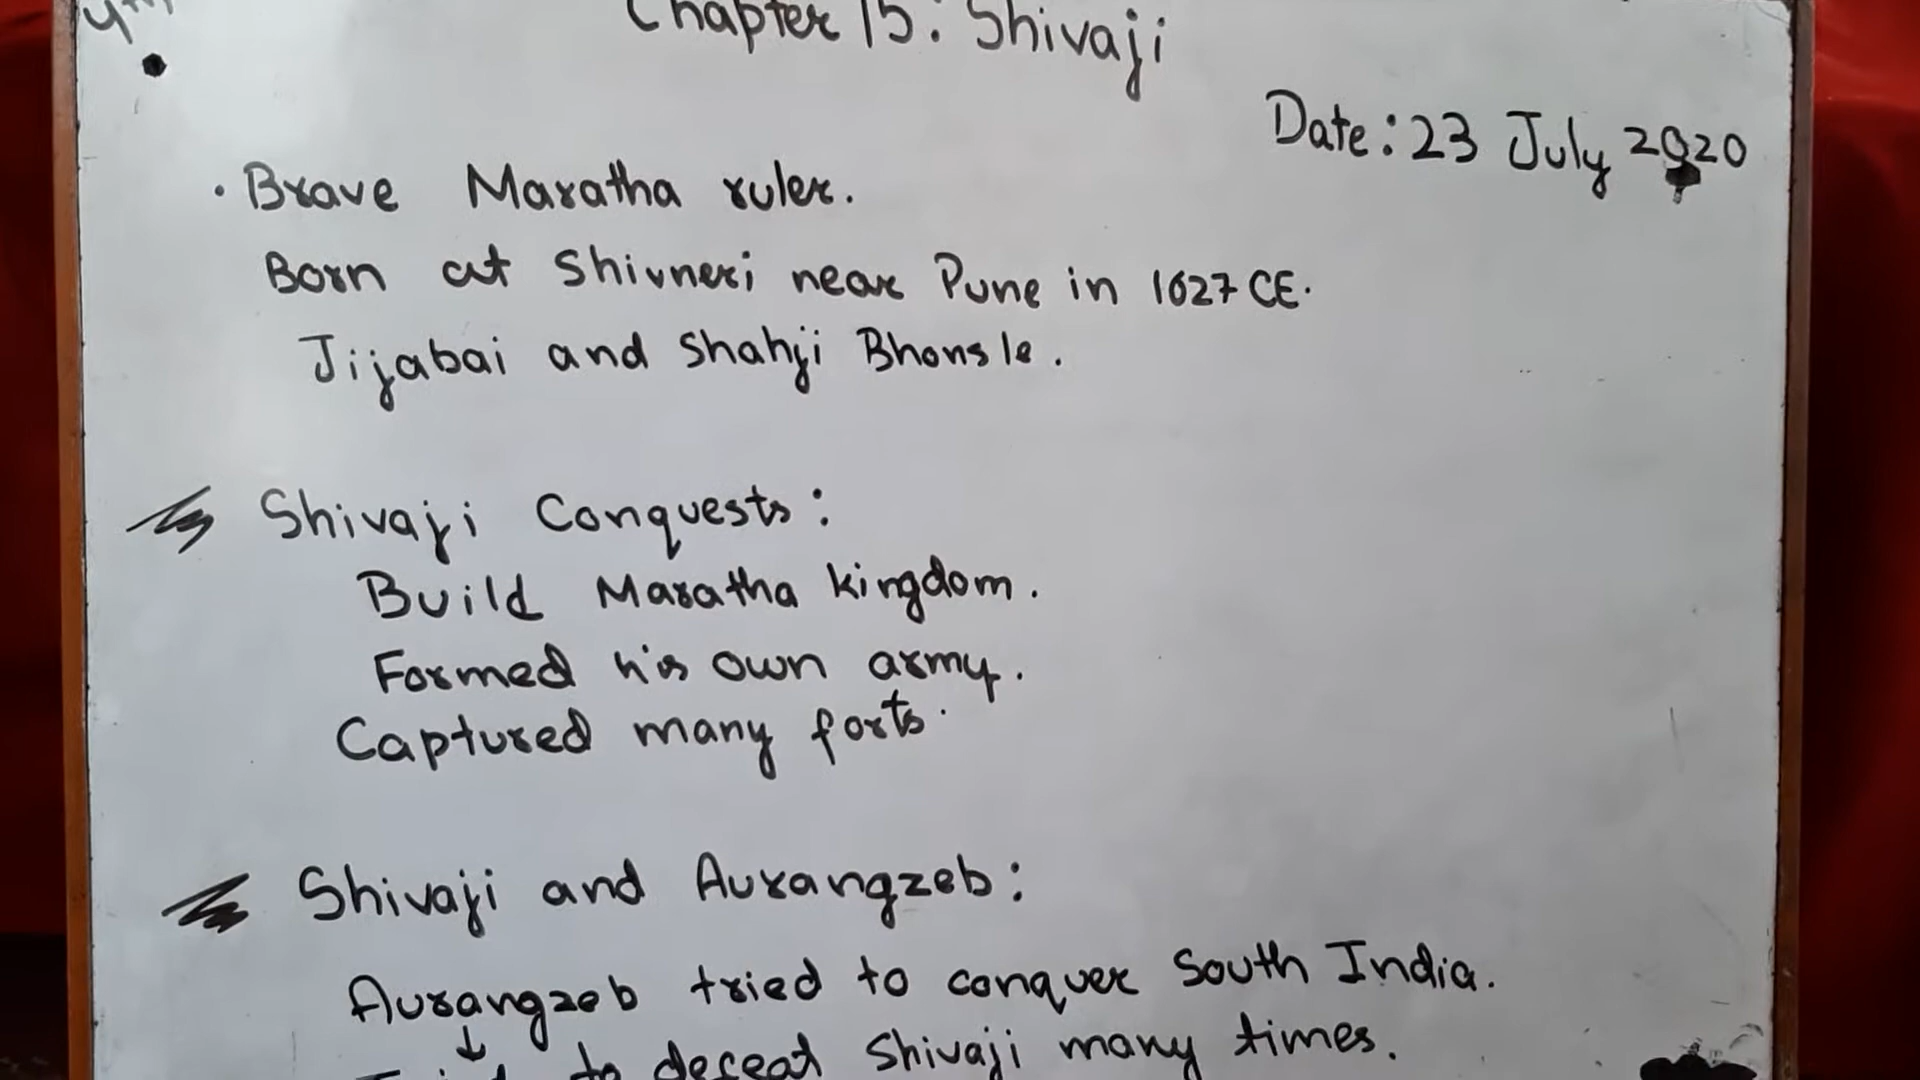 4th
Chapter 15: Shivaji
Date: 23 July 2020
• Brave Maratha ruler.
Born at Shivneri near Pune in 1627 CE.
Jijabai and Shahji Bhonsle.
Shivaji Conquests:
Build Maratha kingdom.
Formed his own army.
Captured many forts.
Shivaji and Aurangzeb:
Aurangzeb tried to conquer South India.
↓
to defeat Shivaji many times.